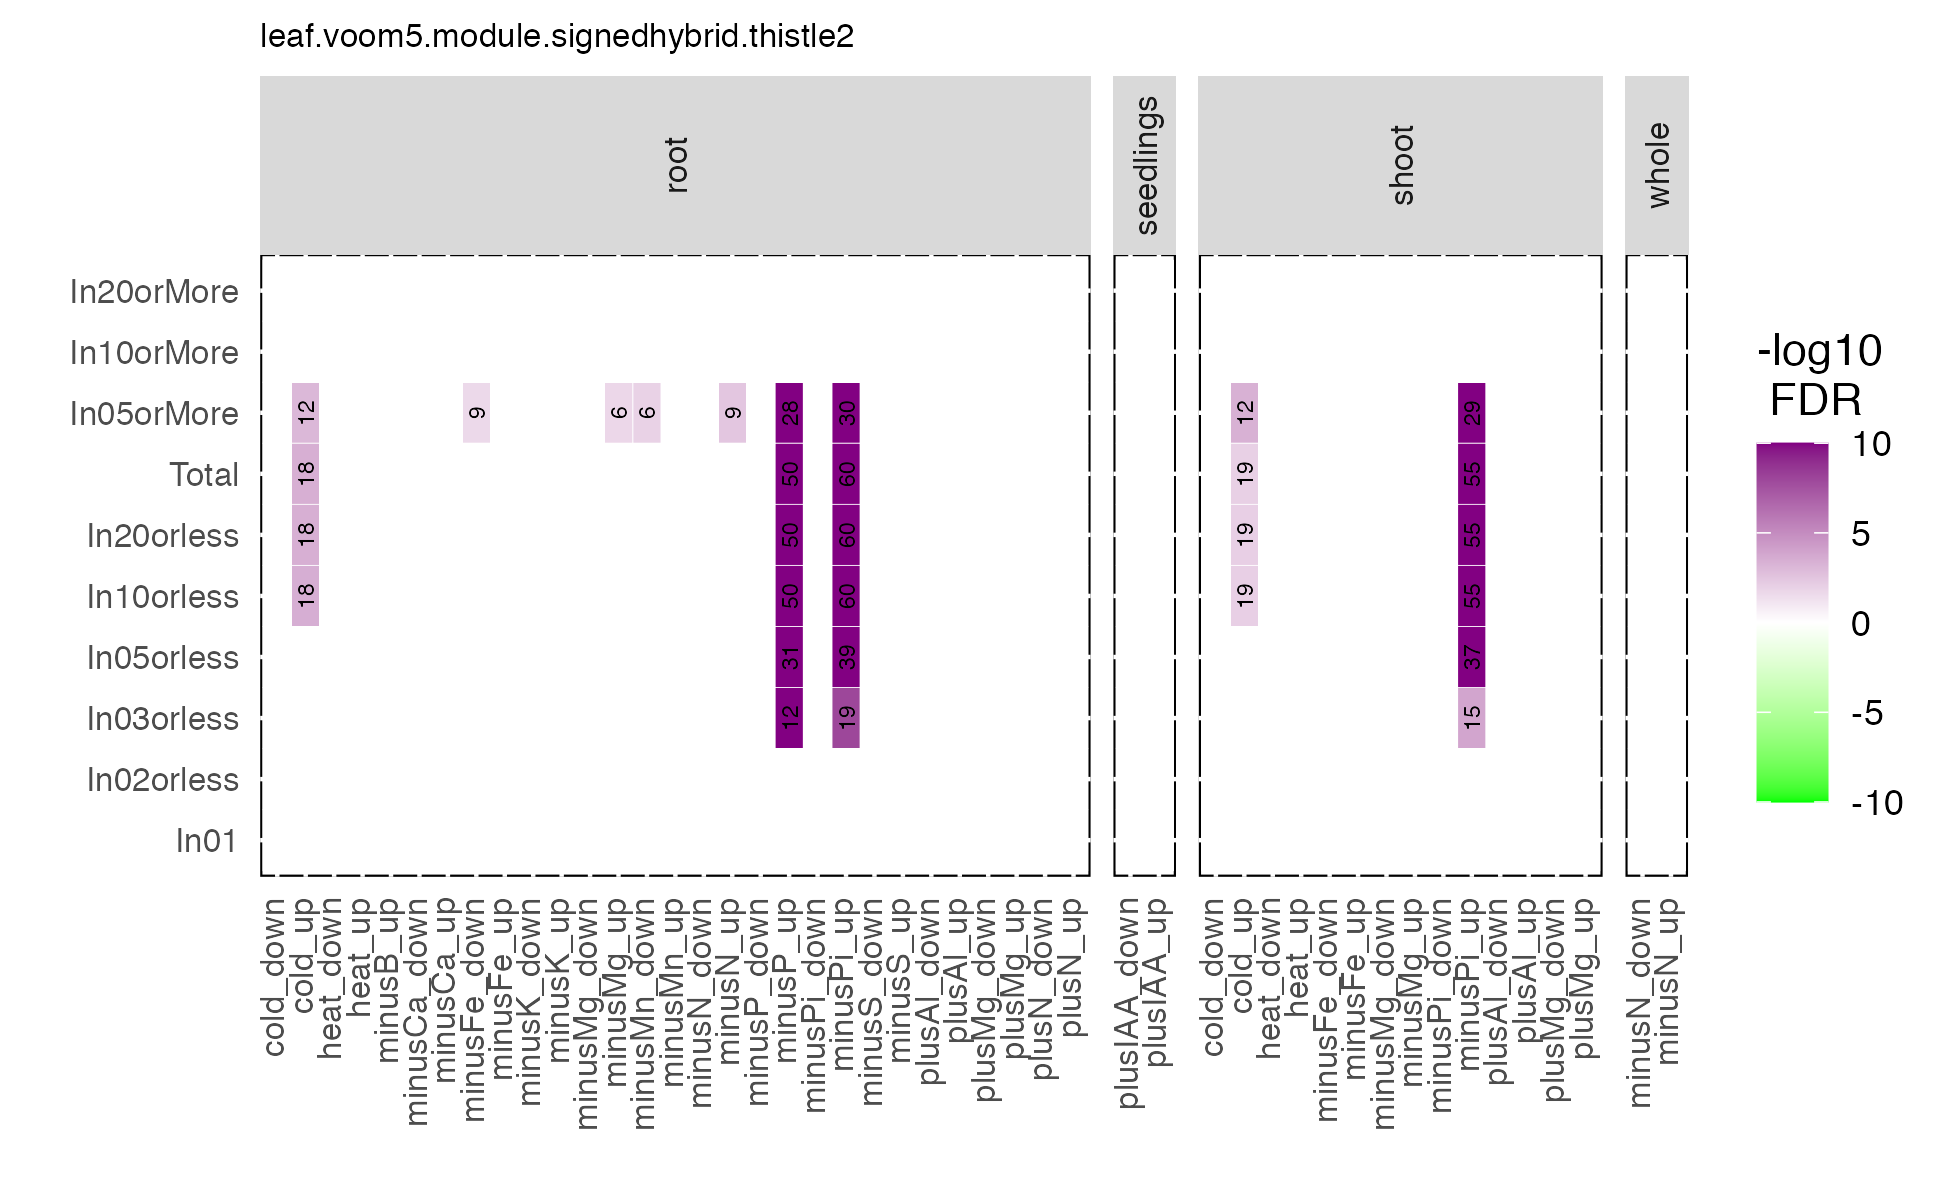 leaf.voom5.module.signedhybrid.thistle2
root
seedlings
shoot
whole
In20orMore
In10orMore
In05orMore
12
9
6
6
9
28
30
12
29
Total
18
50
60
19
55
In20orless
18
50
60
19
55
In10orless
18
50
60
19
55
In05orless
31
39
37
In03orless
12
19
15
In02orless
In01
cold_down
cold_up
heat_down
heat_up
minusB_up
minusCa_down
minusCa_up
minusFe_down
minusFe_up
minusK_down
minusK_up
minusMg_down
minusMg_up
minusMn_down
minusMn_up
minusN_down
minusN_up
minusP_down
minusP_up
minusPi_down
minusPi_up
minusS_down
minusS_up
plusAl_down
plusAl_up
plusMg_down
plusMg_up
plusN_down
plusN_up
plusIAA_down
plusIAA_up
cold_down
cold_up
heat_down
heat_up
minusFe_down
minusFe_up
minusMg_down
minusMg_up
minusPi_down
minusPi_up
plusAl_down
plusAl_up
plusMg_down
plusMg_up
minusN_down
minusN_up
-log10
FDR
10
5
0
-5
-10